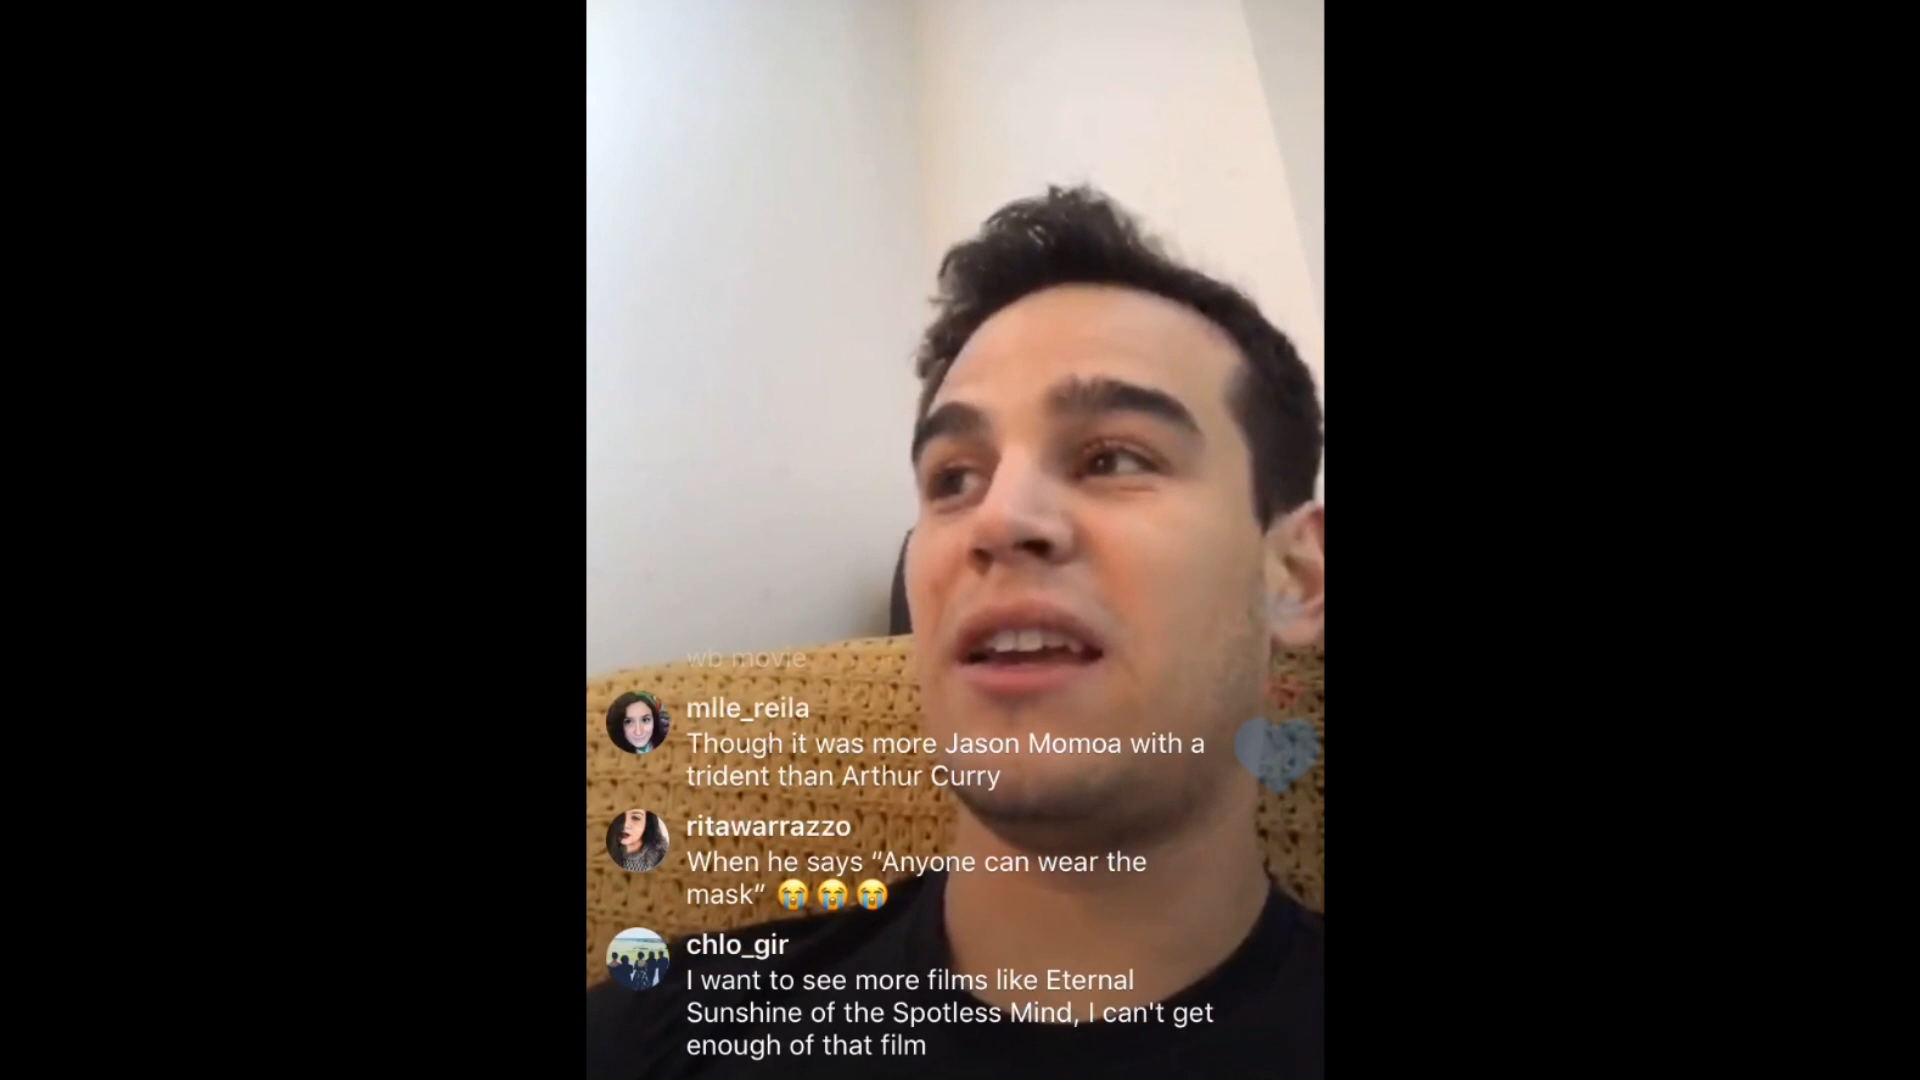 wb movie
mlle_reila
Though it was more Jason Momoa with a
trident than Arthur Curry
ritawarrazzo
When he says “Anyone can wear the
mask” 😭😭😭
chlo_gir
I want to see more films like Eternal
Sunshine of the Spotless Mind, I can't get
enough of that film